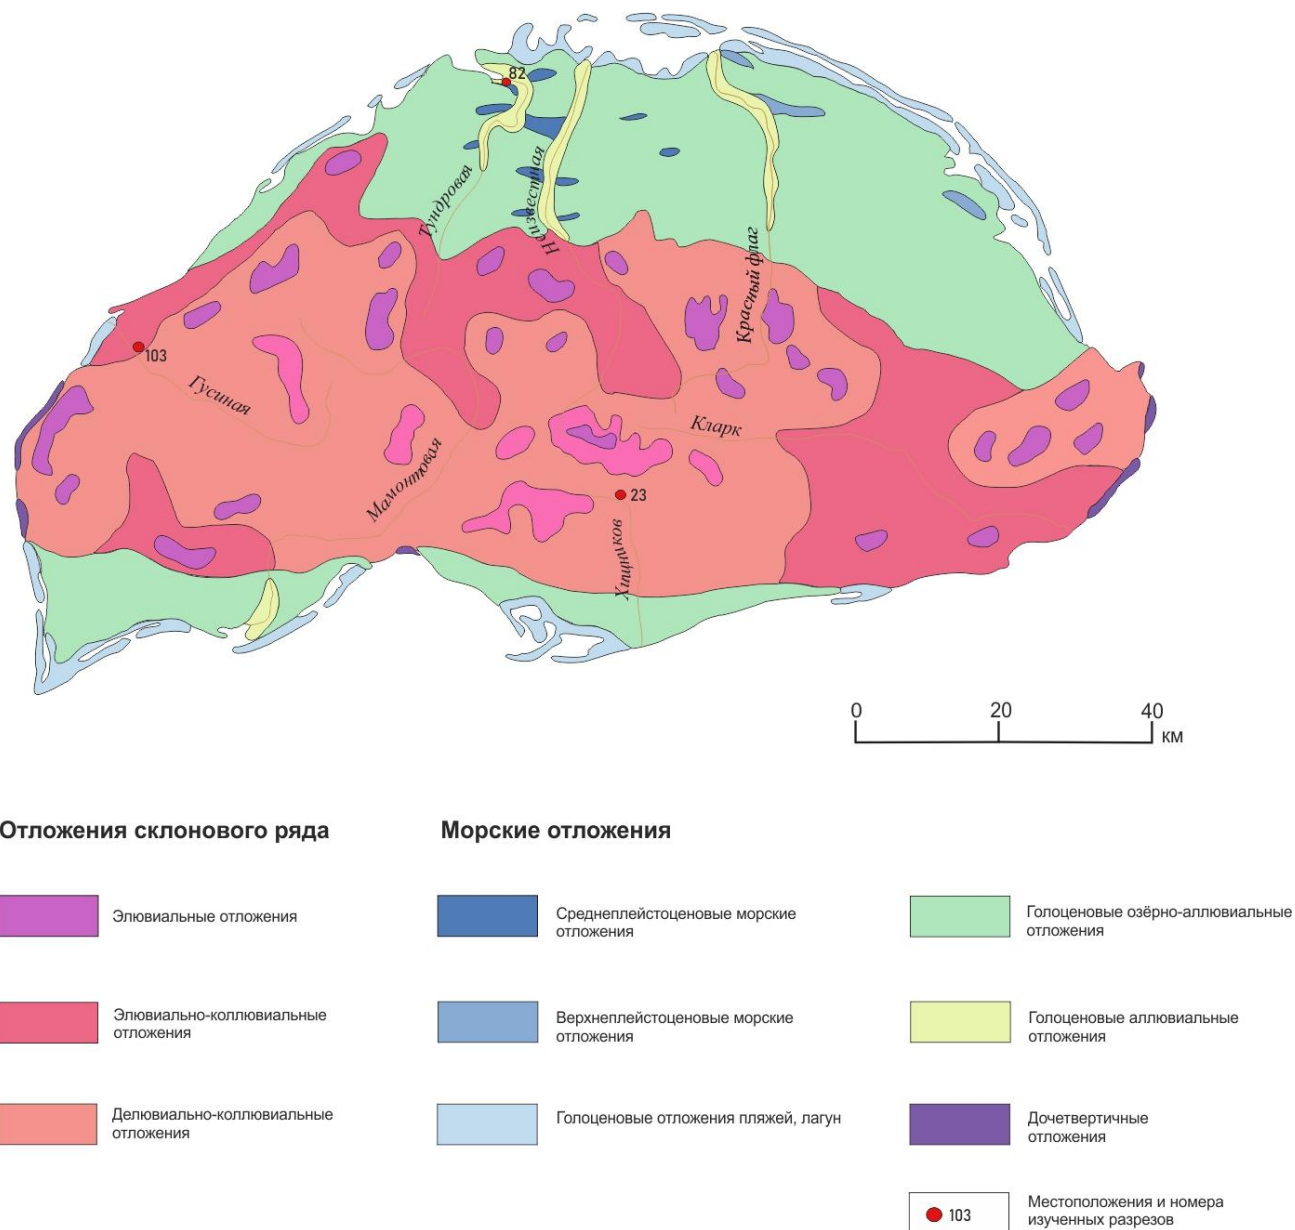 82
Тундровая
Неизвестная
Красный флаг
103
Гусиная
Кларк
Мамонтовая
23
Хищников
0 20 40
км
Отложения склонового ряда
Морские отложения
Элювиальные отложения
Среднеплейстоценовые морские
отложения
Голоценовые озёрно-аллювиальные
отложения
Элювиально-коллювиальные
отложения
Верхнеплейстоценовые морские
отложения
Голоценовые аллювиальные
отложения
Делювиально-коллювиальные
отложения
Голоценовые отложения пляжей, лагун
Дочетвертичные
отложения
103
Местоположения и номера
изученных разрезов